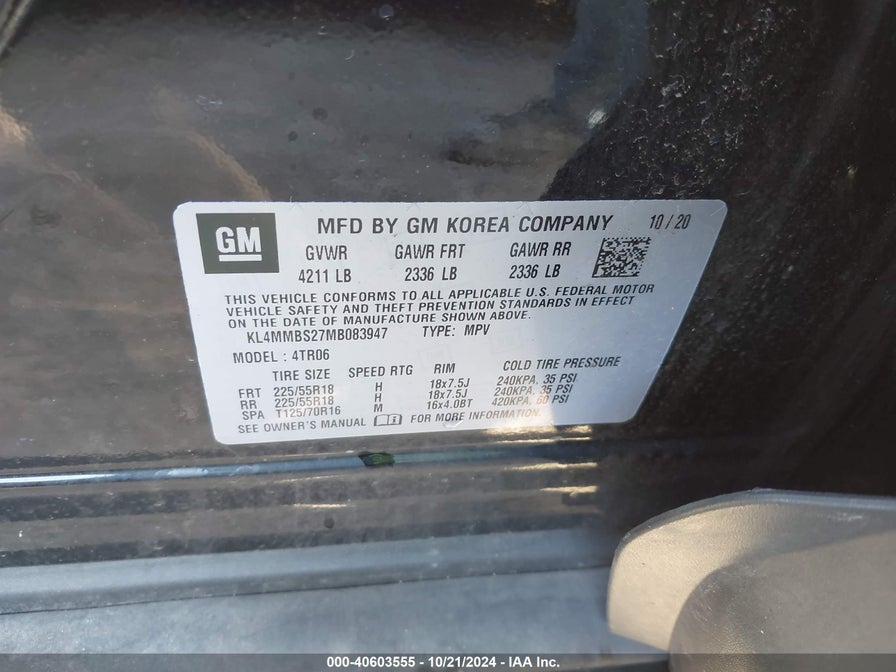 GM
MFD BY GM KOREA COMPANY 10/20
GVWR GAWR FRT GAWR RR
4211 LB 2336 LB 2336 LB
THIS VEHICLE CONFORMS TO ALL APPLICABLE U.S. FEDERAL MOTOR
VEHICLE SAFETY AND THEFT PREVENTION STANDARDS IN EFFECT
ON THE DATE OF MANUFACTURE SHOWN ABOVE.
KL4MMBS27MB083947 TYPE: MPV
MODEL : 4TR06
TIRE SIZE SPEED RTG RIM COLD TIRE PRESSURE
FRT 225/55R18 H 18x7.5J 240KPA, 35 PSI
RR 225/55R18 H 18x7.5J 240KPA, 35 PSI
SPA T125/70R16 M 16x4.0BT 420KPA, 60 PSI
SEE OWNER'S MANUAL FOR MORE INFORMATION.
000-40603555 - 10/21/2024 - IAA Inc.